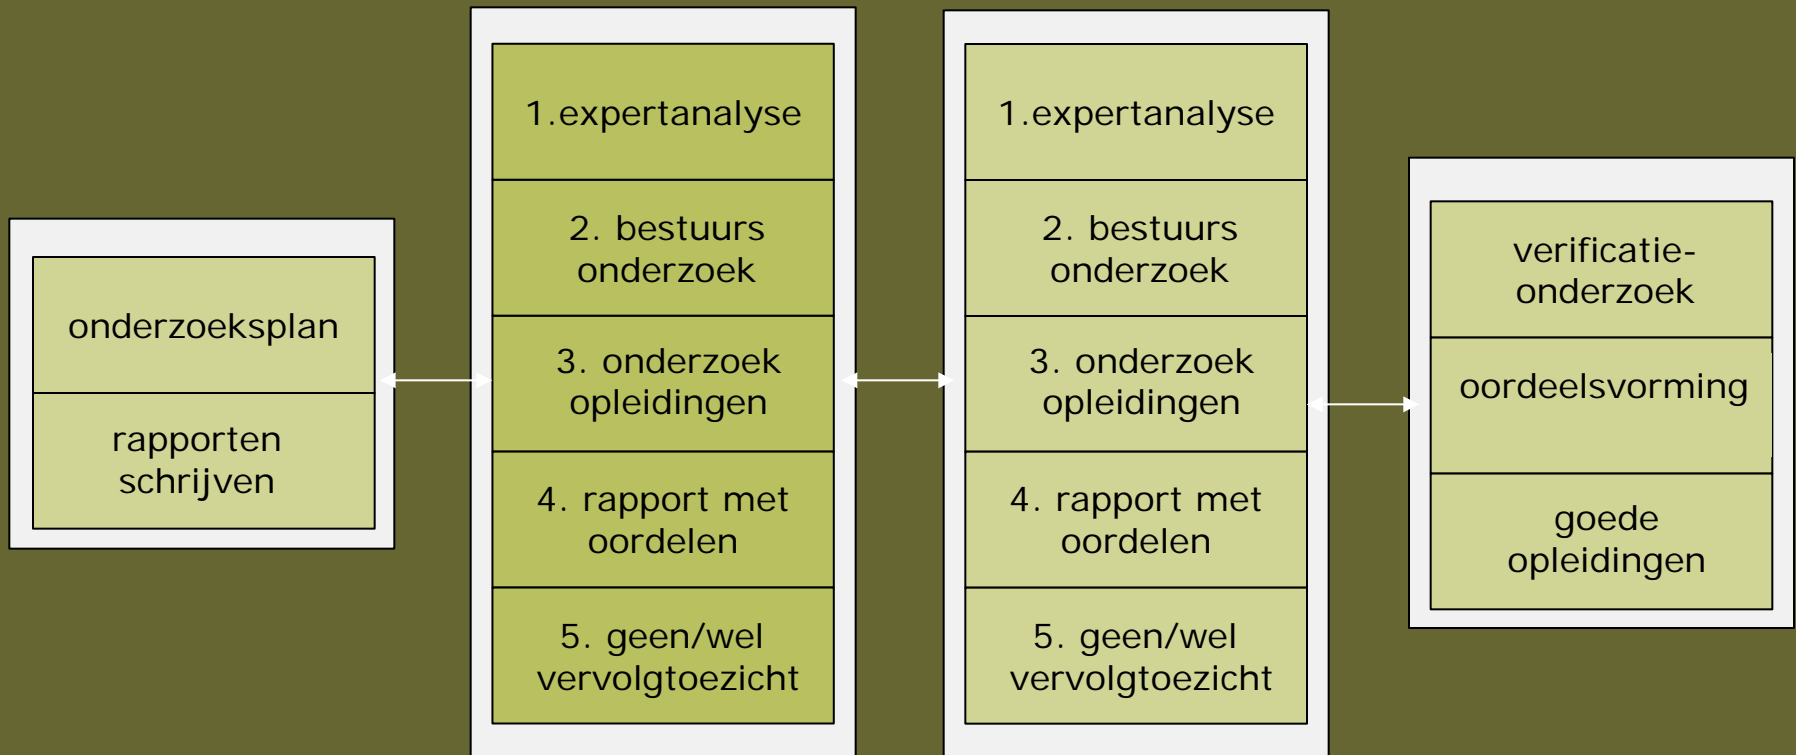 onderzoeksplan
rapporten
schrijven
1.expertanalyse
2. bestuurs
onderzoek
3. onderzoek
opleidingen
4. rapport met
oordelen
5. geen/wel
vervolgtoezicht
1.expertanalyse
2. bestuurs
onderzoek
3. onderzoek
opleidingen
4. rapport met
oordelen
5. geen/wel
vervolgtoezicht
verificatie-
onderzoek
oordeelsvorming
goede
opleidingen